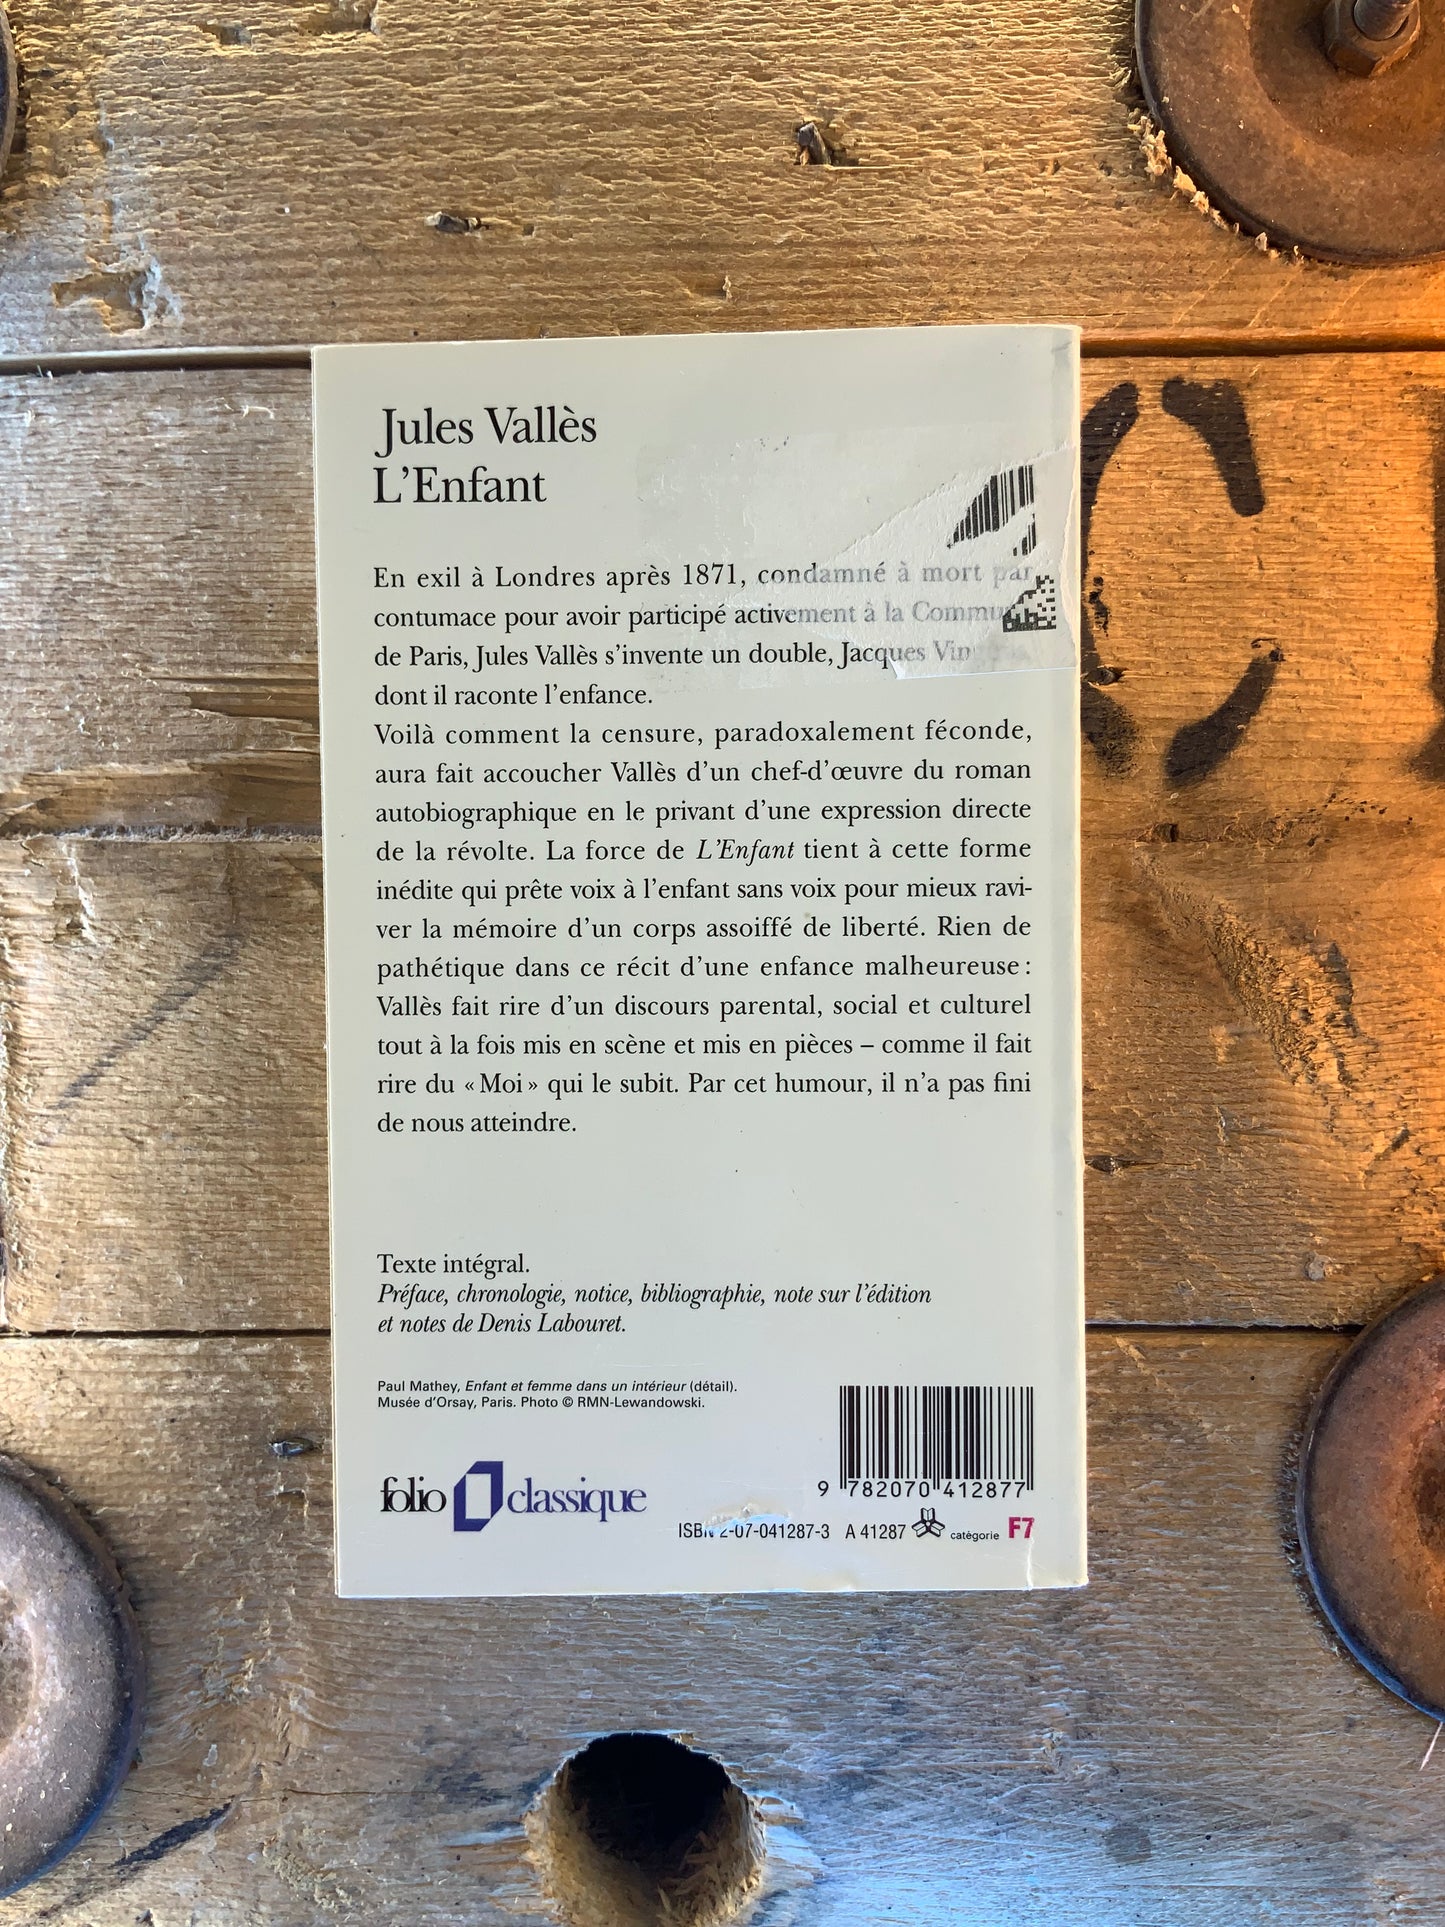 Jules Vallès
L'Enfant
En exil à Londres après 1871, condamné à mort par
contumace pour avoir participé activement à la
de Paris, Jules Vallès s'invente un double, Jacques
dont il raconte l'enfance.
Voilà comment la censure, paradoxalement féconde,
aura fait accoucher Vallès d'un chef-d'œuvre du roman
autobiographique en le privant d'une expression directe
de la révolte. La force de L'Enfant tient à cette forme
inédite qui prête voix à l'enfant sans voix pour mieux ravi-
ver la mémoire d'un corps assoiffé de liberté. Rien de
pathétique dans ce récit d'une enfance malheureuse :
Vallès fait rire d'un discours parental, social et culturel
tout à la fois mis en scène et mis en pièces – comme il fait
rire du « Moi » qui le subit. Par cet humour, il n'a pas fini
de nous atteindre.
Texte intégral.
Préface, chronologie, notice, bibliographie, note sur l'édition
et notes de Denis Labouret.
Paul Mathey, Enfant et femme dans un intérieur (détail).
Musée d'Orsay, Paris. Photo © RMN-Lewandowski.
9 782070 412877
folio classique
ISBN 2-07-041287-3 A 41287 catégorie F7
C